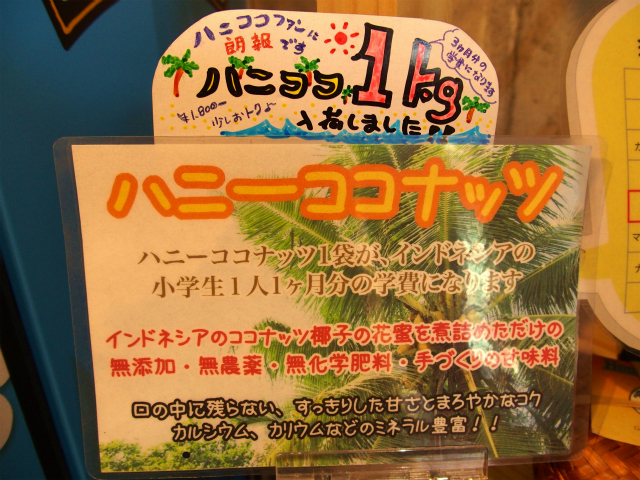 ハニココファンに
朗報です
ハニココ 1kg
入荷しました!!
3ヶ月分の
学費になります
少しおトクよ〜
ハニーココナッツ
ハニーココナッツ1袋が、インドネシアの
小学生1人1ヶ月分の学費になります
インドネシアのココナッツ椰子の花蜜を煮詰めただけの
無添加・無農薬・無化学肥料・手づくりの甘味料
口の中に残らない、すっきりした甘さとまろやかなコク
カルシウム、カリウムなどのミネラル豊富!!